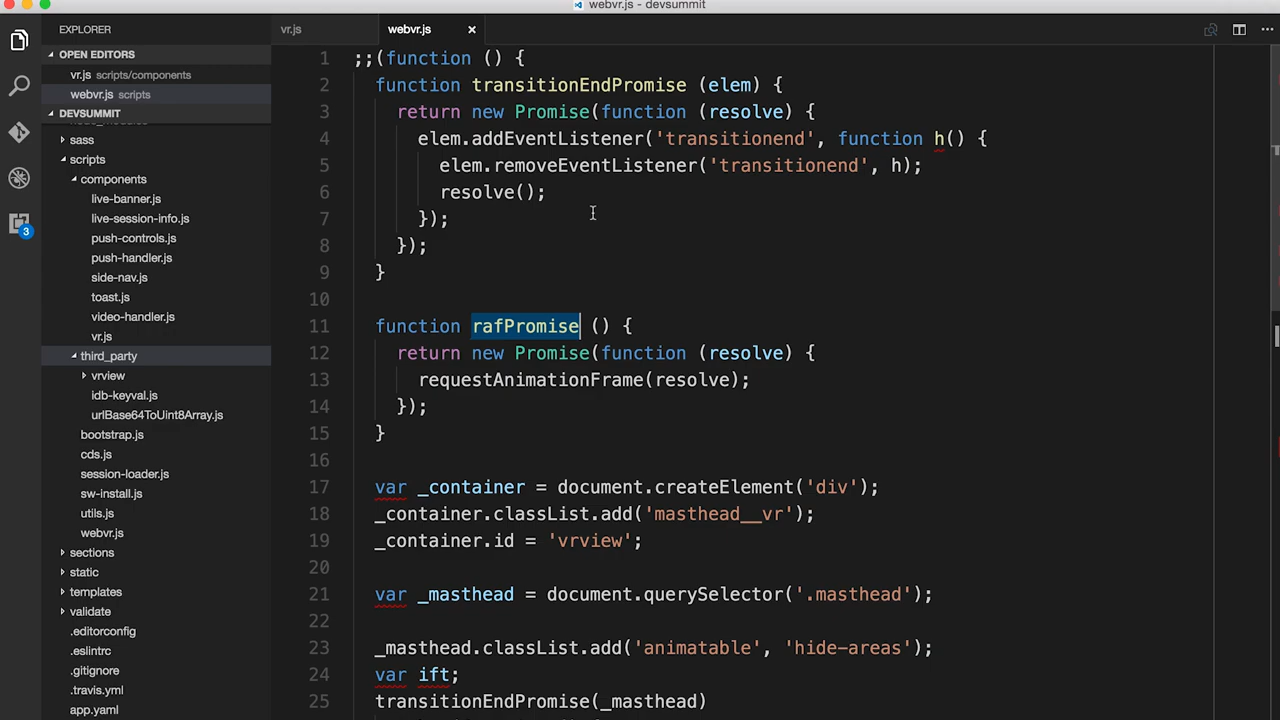 webvr.js - devsummit
EXPLORER
vr.js
webvr.js
OPEN EDITORS
vr.js scripts/components
webvr.js scripts
DEVSUMMIT
sass
scripts
components
live-banner.js
live-session-info.js
push-controls.js
push-handler.js
side-nav.js
toast.js
video-handler.js
vr.js
third_party
vrview
idb-keyval.js
urlBase64ToUint8Array.js
bootstrap.js
cds.js
session-loader.js
sw-install.js
utils.js
webvr.js
sections
static
templates
validate
.editorconfig
.eslintrc
.gitignore
.travis.yml
app.yaml
3
1 ;;(function () {
2 function transitionEndPromise (elem) {
3 return new Promise(function (resolve) {
4 elem.addEventListener('transitionend', function h() {
5 elem.removeEventListener('transitionend', h);
6 resolve();
7 });
8 });
9 }
10
11 function rafPromise () {
12 return new Promise(function (resolve) {
13 requestAnimationFrame(resolve);
14 });
15 }
16
17 var _container = document.createElement('div');
18 _container.classList.add('masthead__vr');
19 _container.id = 'vrview';
20
21 var _masthead = document.querySelector('.masthead');
22
23 _masthead.classList.add('animatable', 'hide-areas');
24 var ift;
25 transitionEndPromise(_masthead)